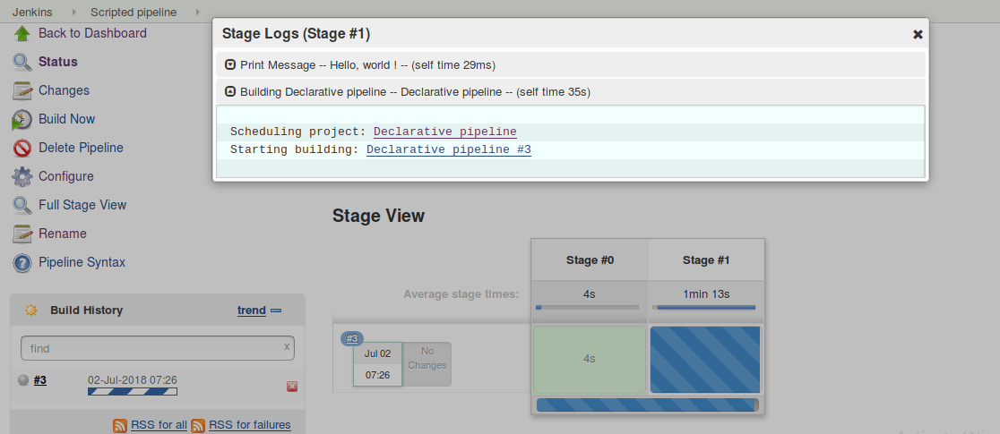 Jenkins Scripted pipeline
Back to Dashboard
Status
Changes
Build Now
Delete Pipeline
Configure
Full Stage View
Rename
Pipeline Syntax
Build History trend
find x
#3 02-Jul-2018 07:26
RSS for all RSS for failures
Stage Logs (Stage #1)
Print Message -- Hello, world ! -- (self time 29ms)
Building Declarative pipeline -- Declarative pipeline -- (self time 35s)
Scheduling project: Declarative pipeline
Starting building: Declarative pipeline #3
Stage View
Stage #0 Stage #1
Average stage times: 4s 1min 13s
#3
Jul 02
07:26
No
Changes
4s